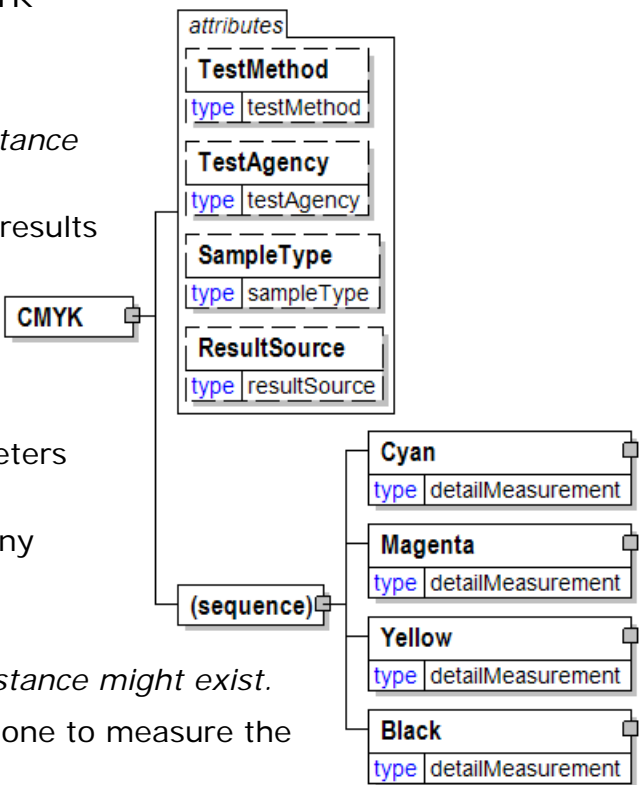 attributes
TestMethod
type testMethod
tance
TestAgency
type testAgency
results
SampleType
type sampleType
CMYK
ResultSource
type resultSource
eters
Cyan
type detailMeasurement
ny
Magenta
type detailMeasurement
(sequence)
Yellow
type detailMeasurement
stance might exist.
one to measure the
Black
type detailMeasurement